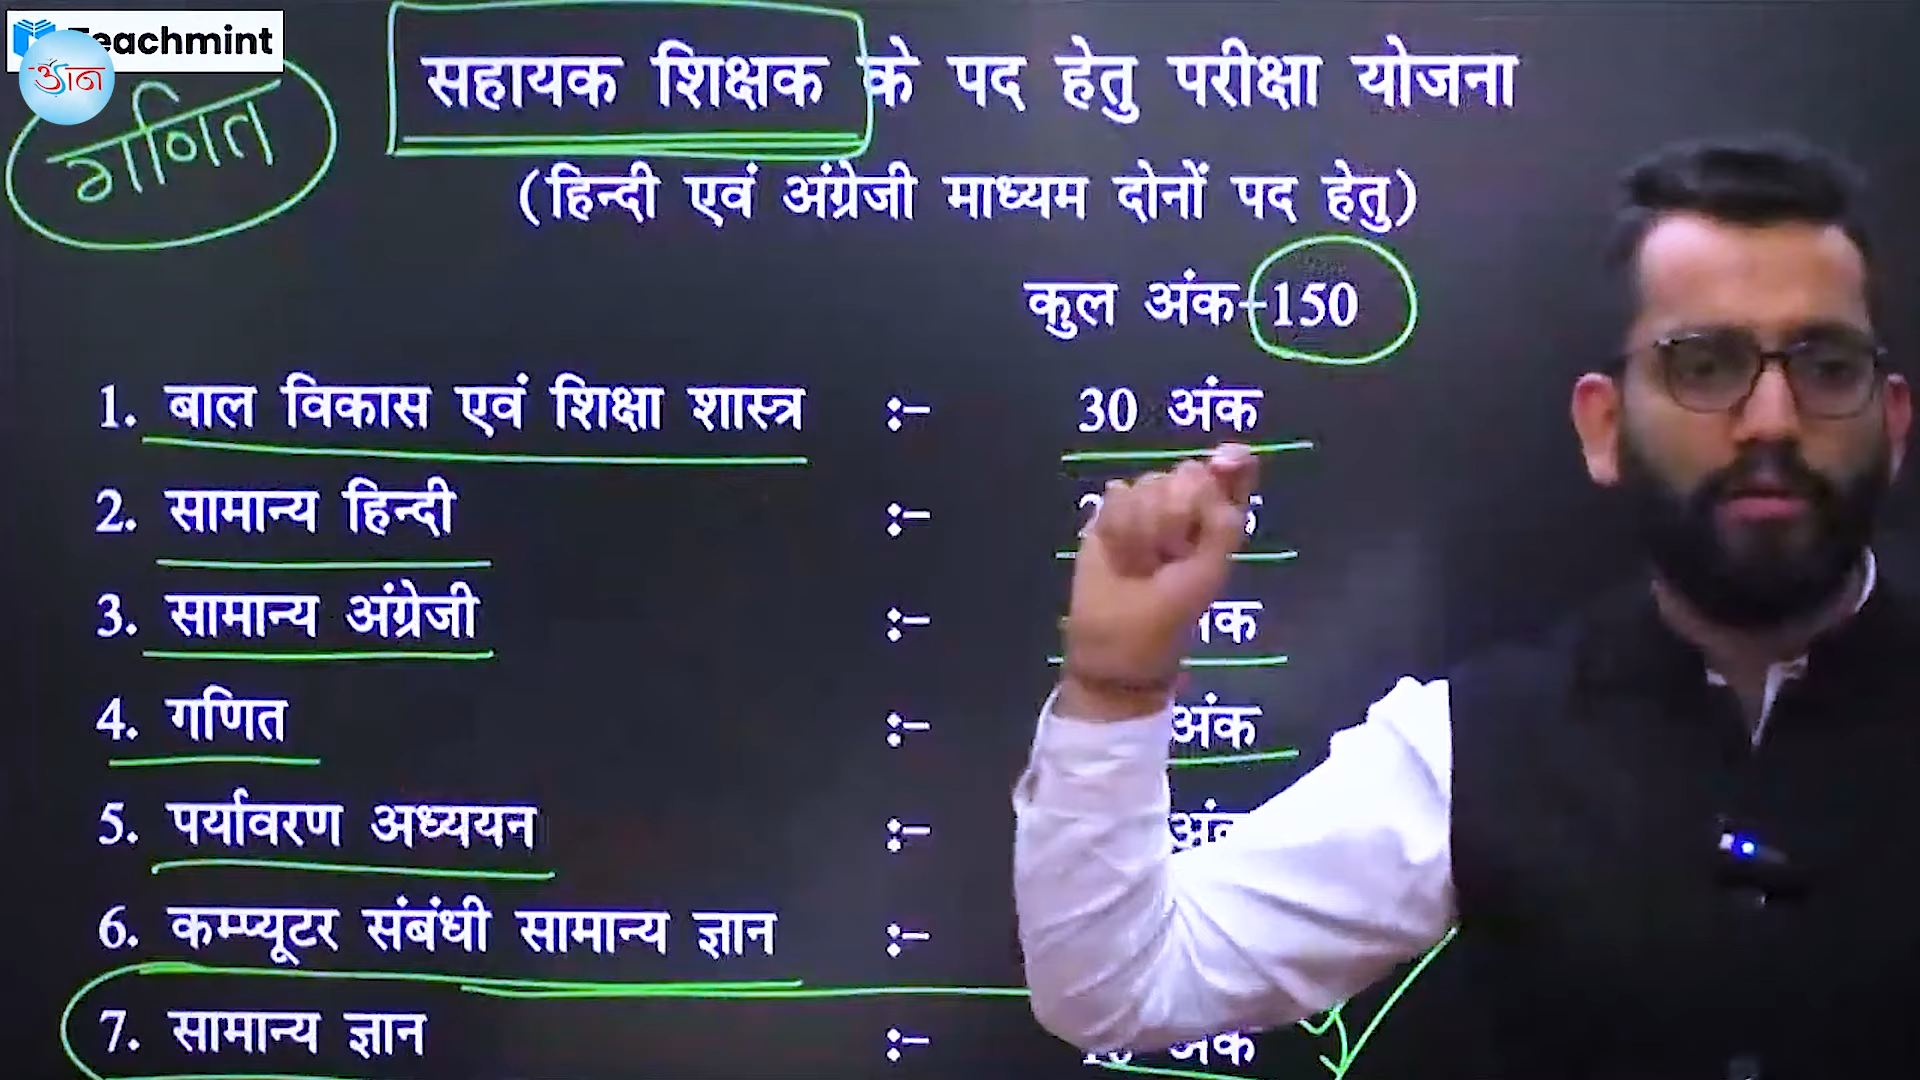 Teachmint
ज्ञान
गणित
सहायक शिक्षक के पद हेतु परीक्षा योजना
(हिन्दी एवं अंग्रेजी माध्यम दोनों पद हेतु)
कुल अंक-150
1. बाल विकास एवं शिक्षा शास्त्र :- 30 अंक
2. सामान्य हिन्दी :-
3. सामान्य अंग्रेजी :- अंक
4. गणित :- अंक
5. पर्यावरण अध्ययन :- अंक
6. कम्प्यूटर संबंधी सामान्य ज्ञान :-
7. सामान्य ज्ञान :- अंक